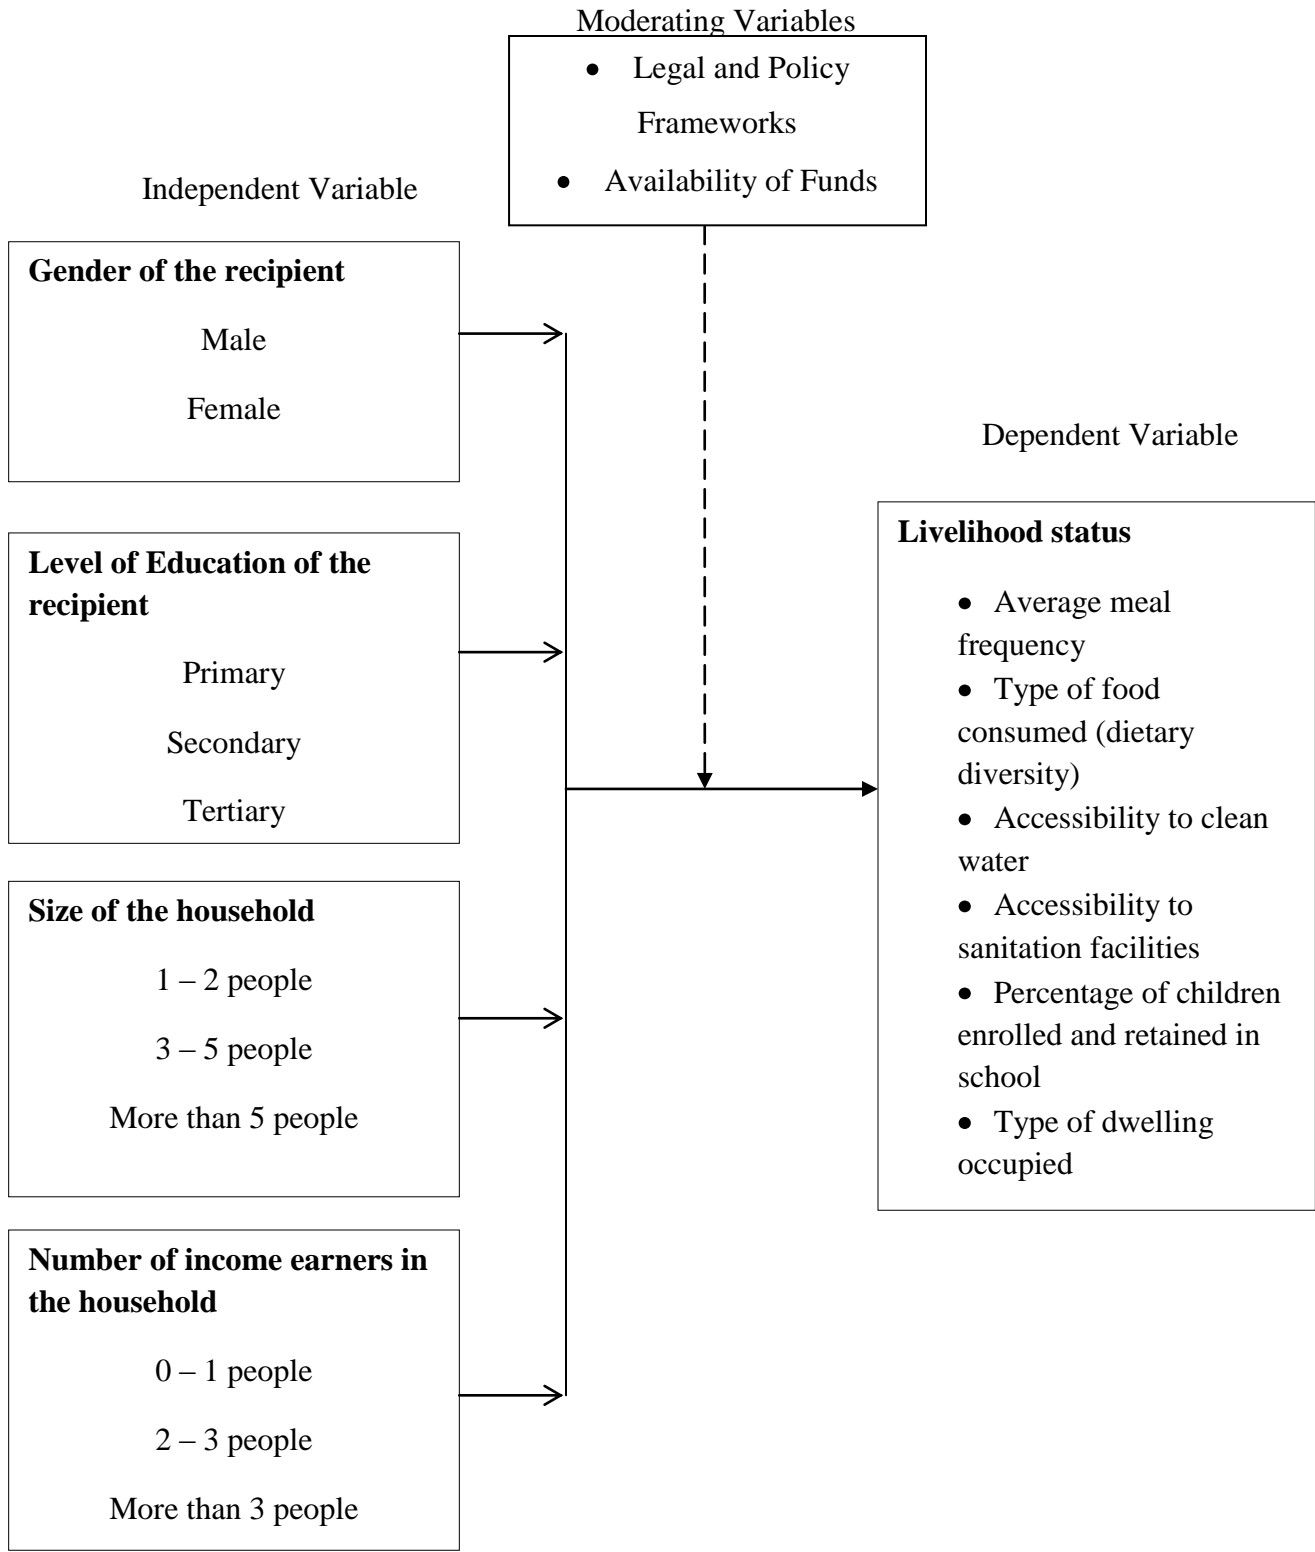 Moderating Variables
• Legal and Policy
Frameworks
• Availability of Funds
Independent Variable
Gender of the recipient
Male
Female
Level of Education of the
recipient
Primary
Secondary
Tertiary
Size of the household
1 – 2 people
3 – 5 people
More than 5 people
Number of income earners in
the household
0 – 1 people
2 – 3 people
More than 3 people
Dependent Variable
Livelihood status
• Average meal
frequency
• Type of food
consumed (dietary
diversity)
• Accessibility to clean
water
• Accessibility to
sanitation facilities
• Percentage of children
enrolled and retained in
school
• Type of dwelling
occupied